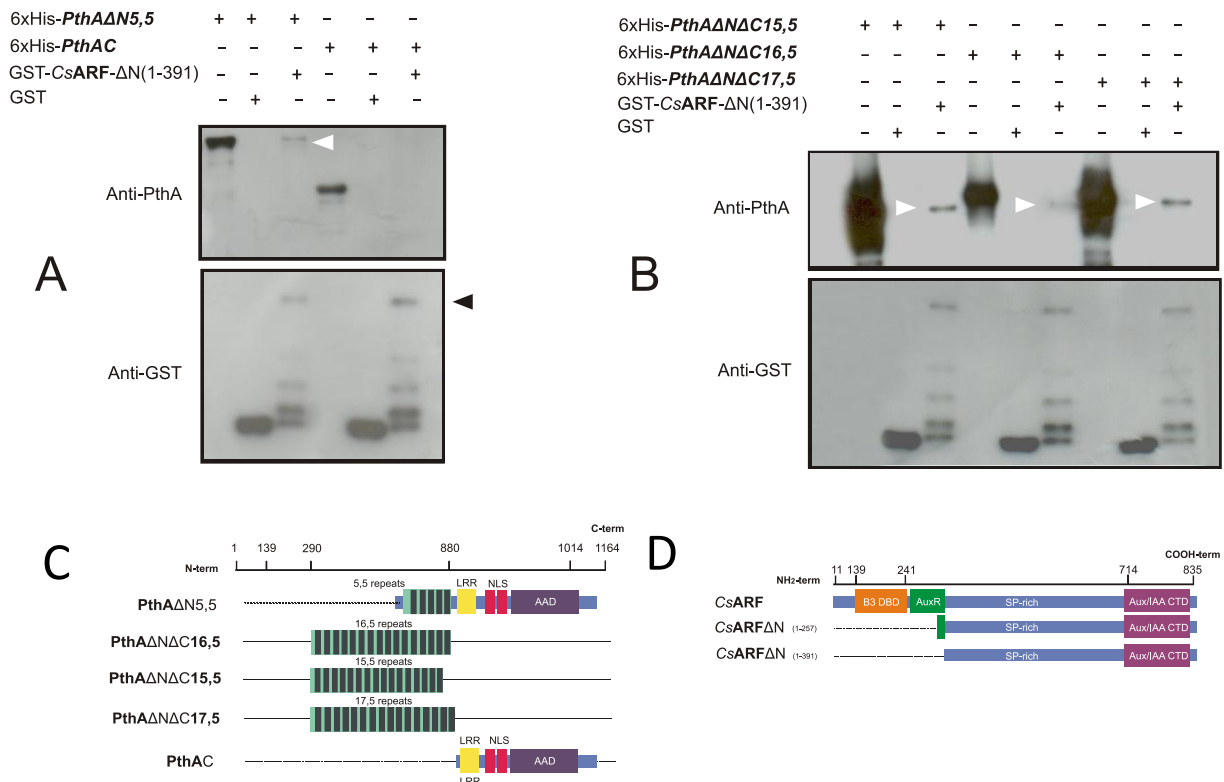 6xHis-PthAΔN5,5 + + + – – –
6xHis-PthAC – – – + + +
GST-CsARF-ΔN(1-391) – – + – – +
GST – + – – + –
Anti-PthA
A
Anti-GST
6xHis-PthAΔNΔC15,5 + + + – – – – – –
6xHis-PthAΔNΔC16,5 – – – + + + – – –
6xHis-PthAΔNΔC17,5 – – – – – – + + +
GST-CsARF-ΔN(1-391) – – + – – + – – +
GST – + – – + – – + –
Anti-PthA
B
Anti-GST
C
C-term
1 139 290 880 1014 1164
N-term
5,5 repeats LRR NLS
PthAΔN5,5 AAD
16,5 repeats
PthAΔNΔC16,5
15,5 repeats
PthAΔNΔC15,5
17,5 repeats
PthAΔNΔC17,5
LRR NLS
PthAC AAD
LRR
D
COOH-term
11 139 241 714 835
NH2-term
CsARF B3 DBD AuxR SP-rich Aux/IAA CTD
CsARFΔN (1-257) SP-rich Aux/IAA CTD
CsARFΔN (1-391) SP-rich Aux/IAA CTD